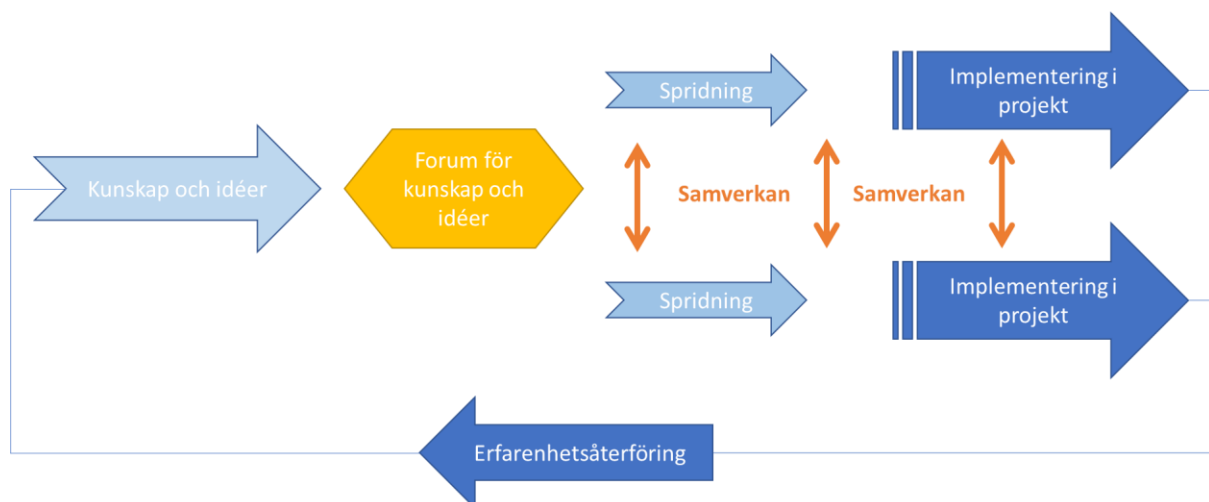 Kunskap och idéer
Forum för
kunskap och
idéer
Spridning
Implementering i
projekt
Samverkan
Samverkan
Spridning
Implementering i
projekt
Erfarenhetsåterföring